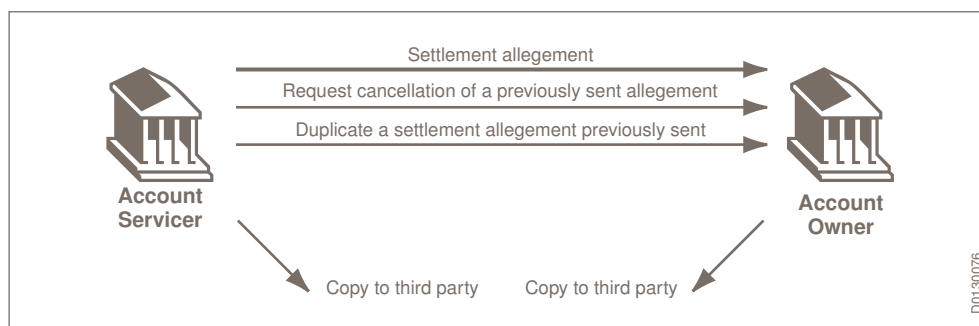 Settlement allegement
Request cancellation of a previously sent allegement
Duplicate a settlement allegement previously sent
Account
Servicer
Account
Owner
Copy to third party
Copy to third party
D0130076